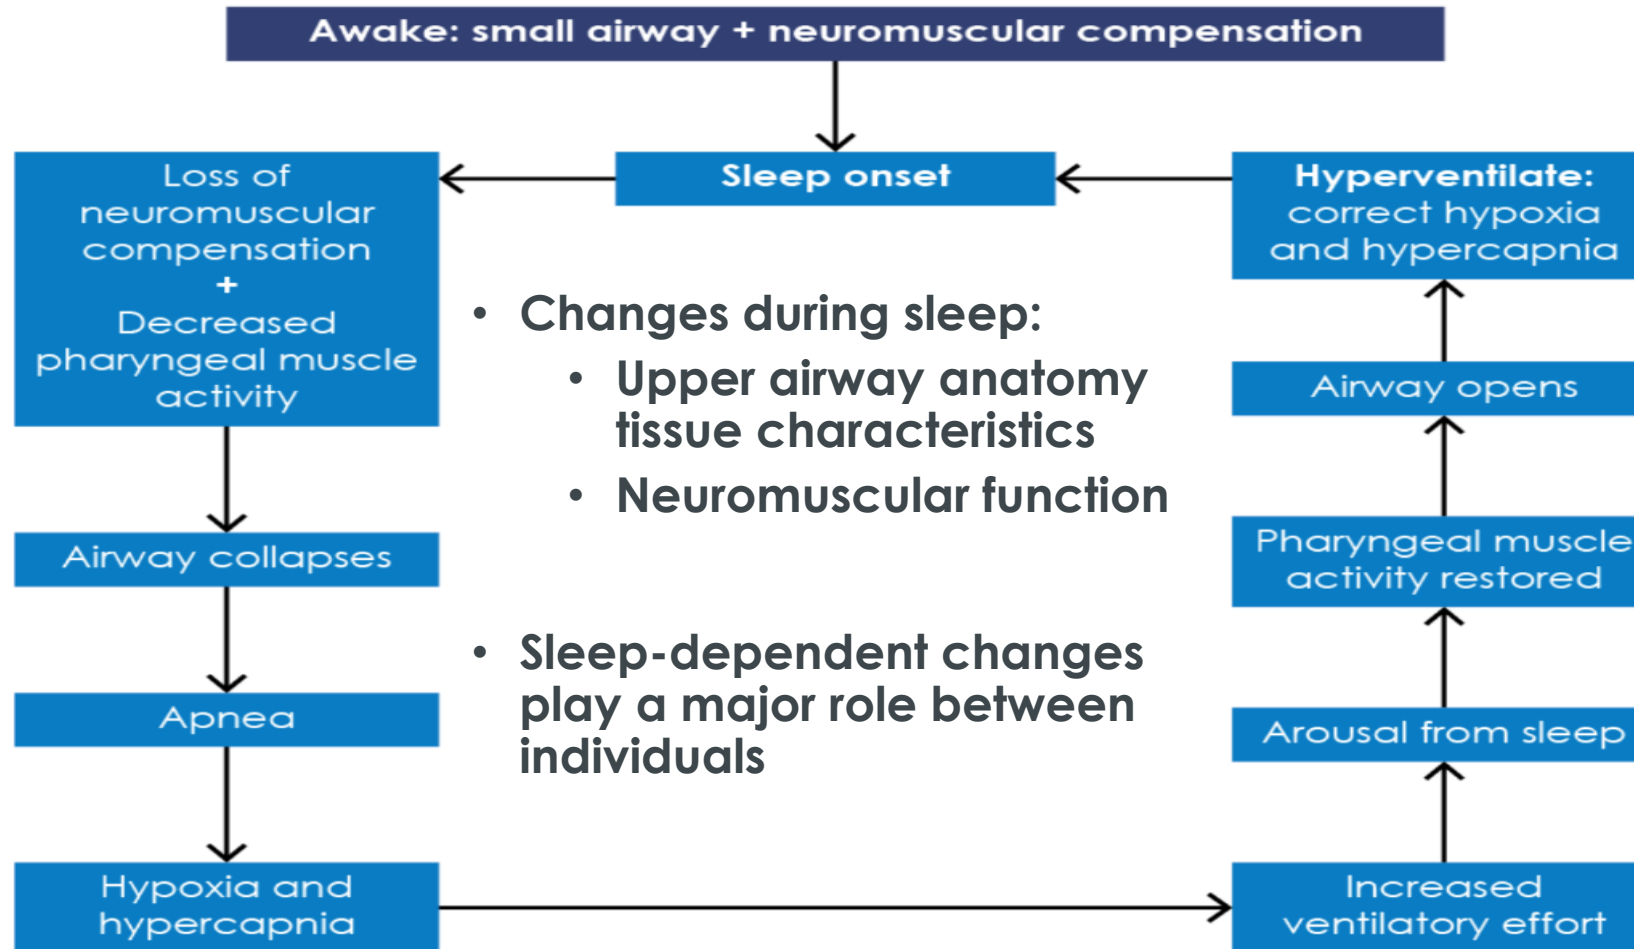 Awake: small airway + neuromuscular compensation
Sleep onset
Loss of
neuromuscular
compensation
+
Decreased
pharyngeal muscle
activity
Airway collapses
Apnea
Hypoxia and
hypercapnia
Increased
ventilatory effort
Arousal from sleep
Pharyngeal muscle
activity restored
Airway opens
Hyperventilate:
correct hypoxia
and hypercapnia
• Changes during sleep:
• Upper airway anatomy
tissue characteristics
• Neuromuscular function
• Sleep-dependent changes
play a major role between
individuals